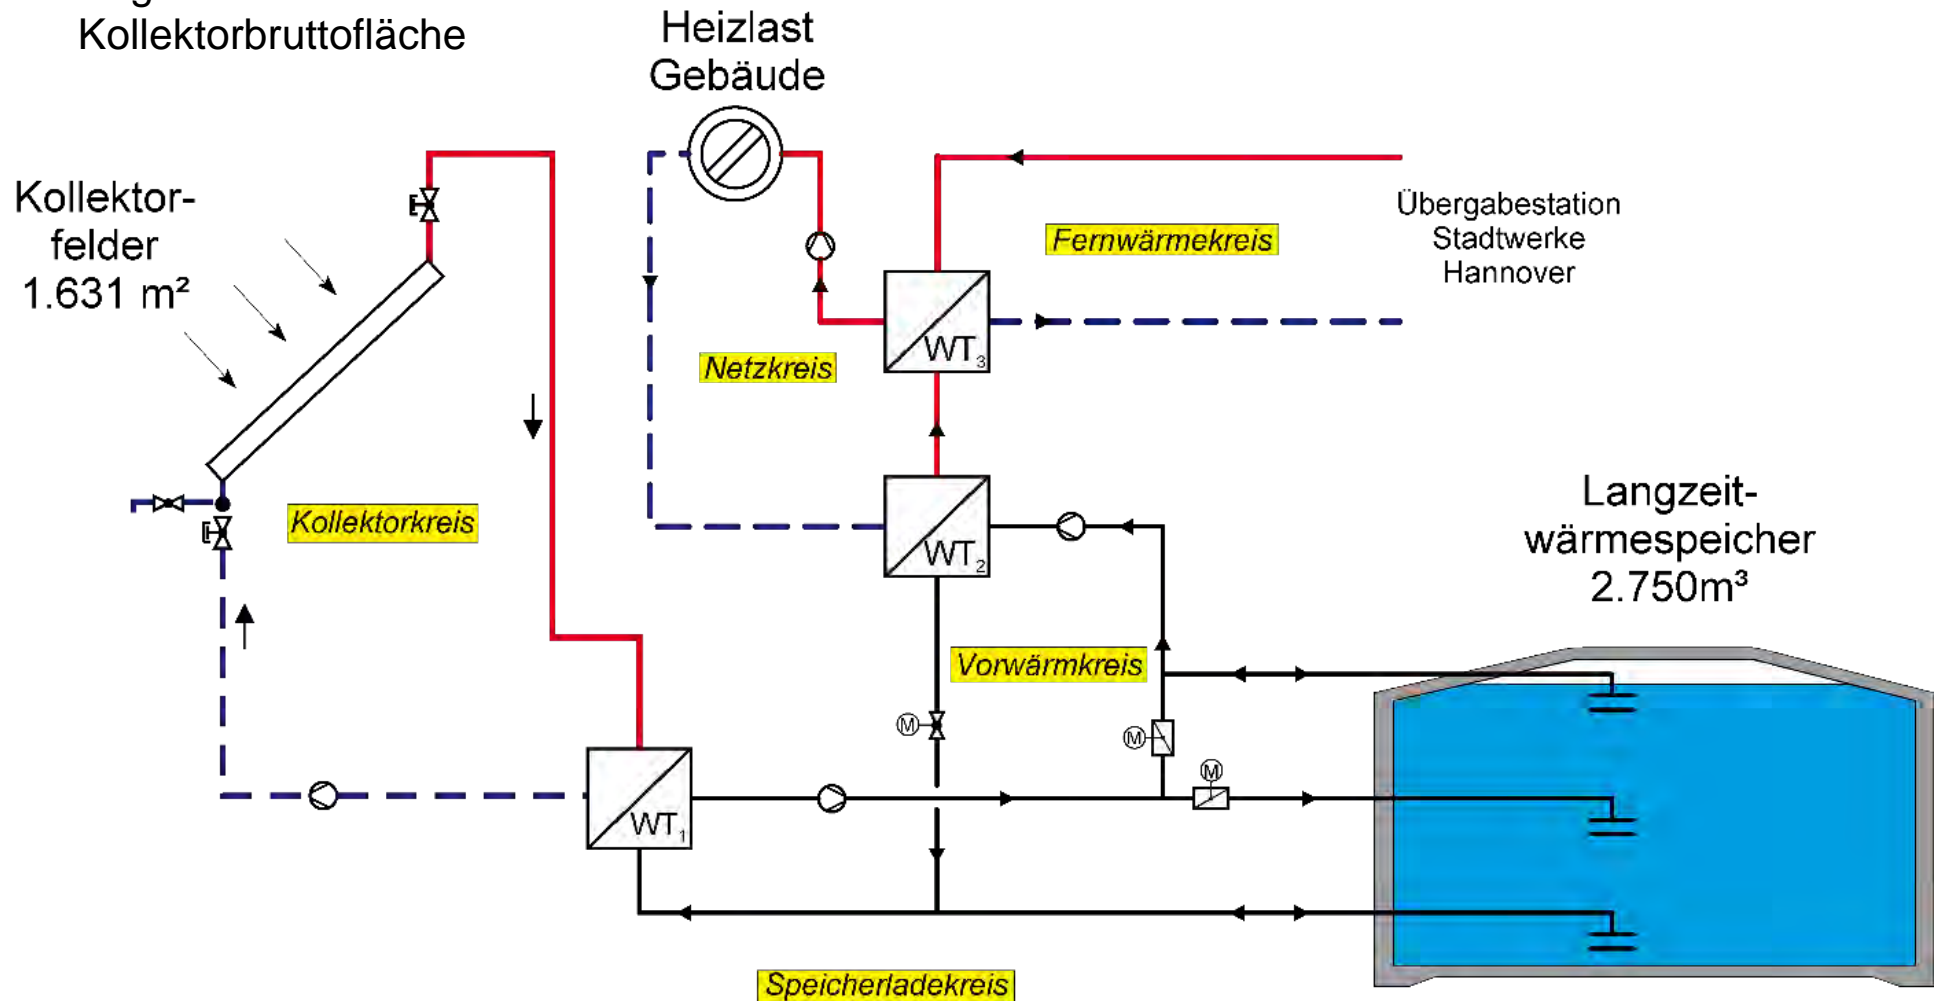 Kollektorbruttofläche
Heizlast
Gebäude
Kollektor-
felder
1.631 m²
Übergabestation
Stadtwerke
Hannover
Fernwärmekreis
WT₃
Netzkreis
Kollektorkreis
WT₂
Langzeit-
wärmespeicher
2.750m³
Vorwärmkreis
M
M
M
WT₁
Speicherladekreis